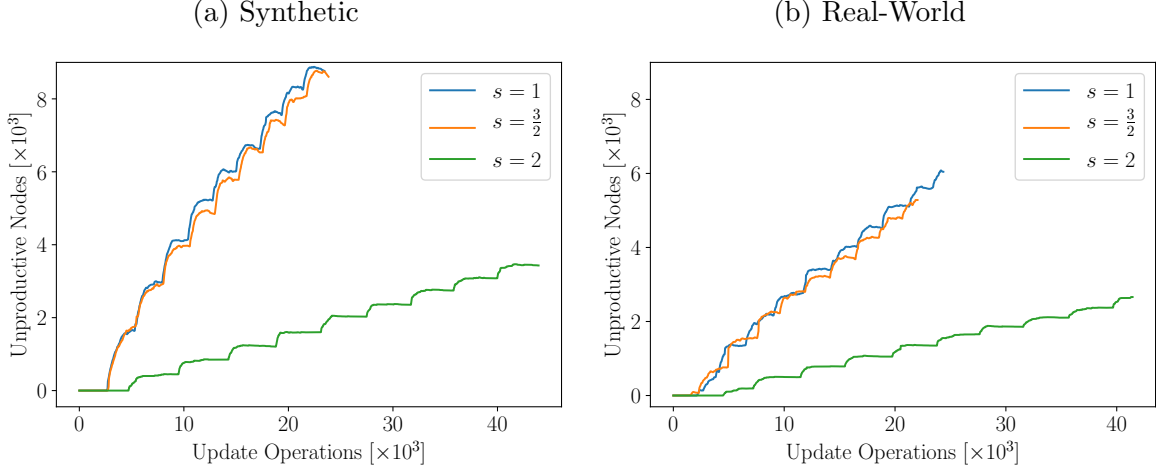 (a) Synthetic
(b) Real-World
Unproductive Nodes [×10³]
8
6
4
2
0
s = 1
s = 3/2
s = 2
0 10 20 30 40
Update Operations [×10³]
Unproductive Nodes [×10³]
8
6
4
2
0
s = 1
s = 3/2
s = 2
0 10 20 30 40
Update Operations [×10³]